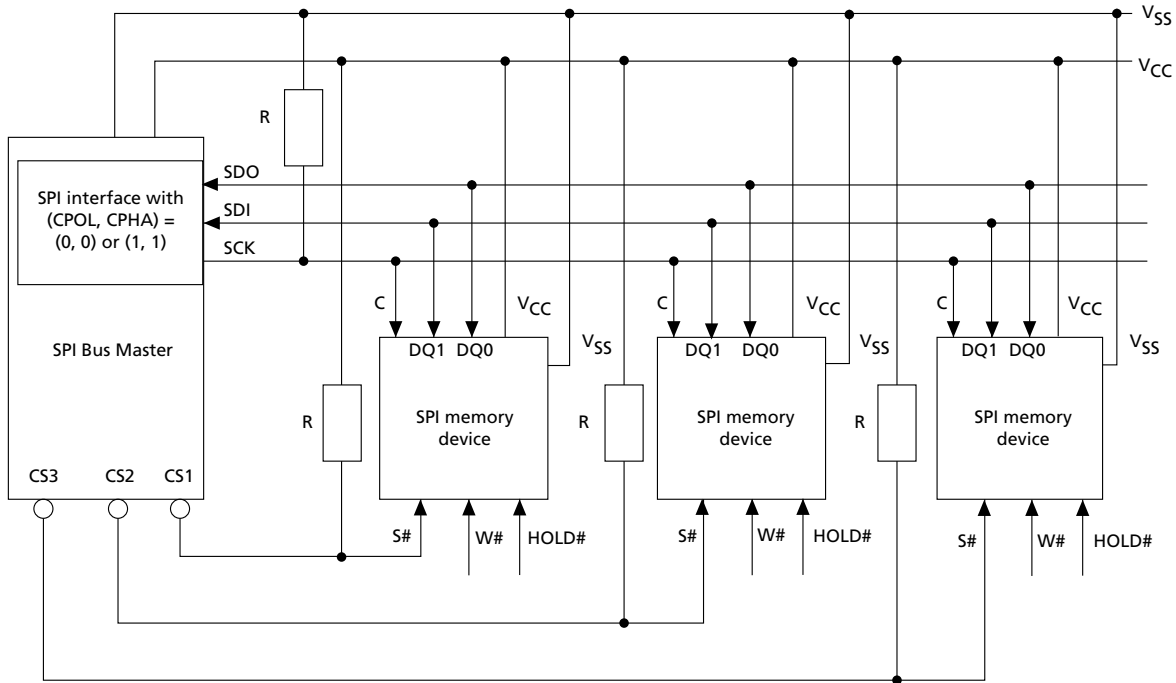 VSS
VCC
R
SDO
SPI interface with
(CPOL, CPHA) =
(0, 0) or (1, 1)
SDI
SCK
SPI Bus Master
CS3 CS2 CS1
C
VCC
VSS
DQ1 DQ0
SPI memory
device
R
S#
W#
HOLD#
C
VCC
VSS
DQ1 DQ0
SPI memory
device
R
S#
W#
HOLD#
C
VCC
VSS
DQ1 DQ0
SPI memory
device
R
S#
W#
HOLD#